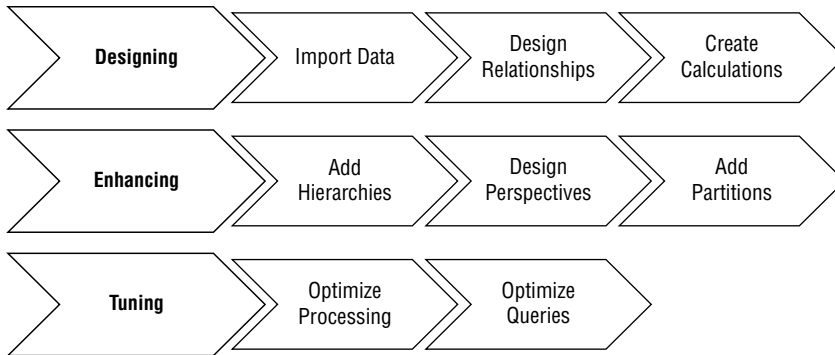 Designing
Import Data
Design
Relationships
Create
Calculations
Enhancing
Add
Hierarchies
Design
Perspectives
Add
Partitions
Tuning
Optimize
Processing
Optimize
Queries